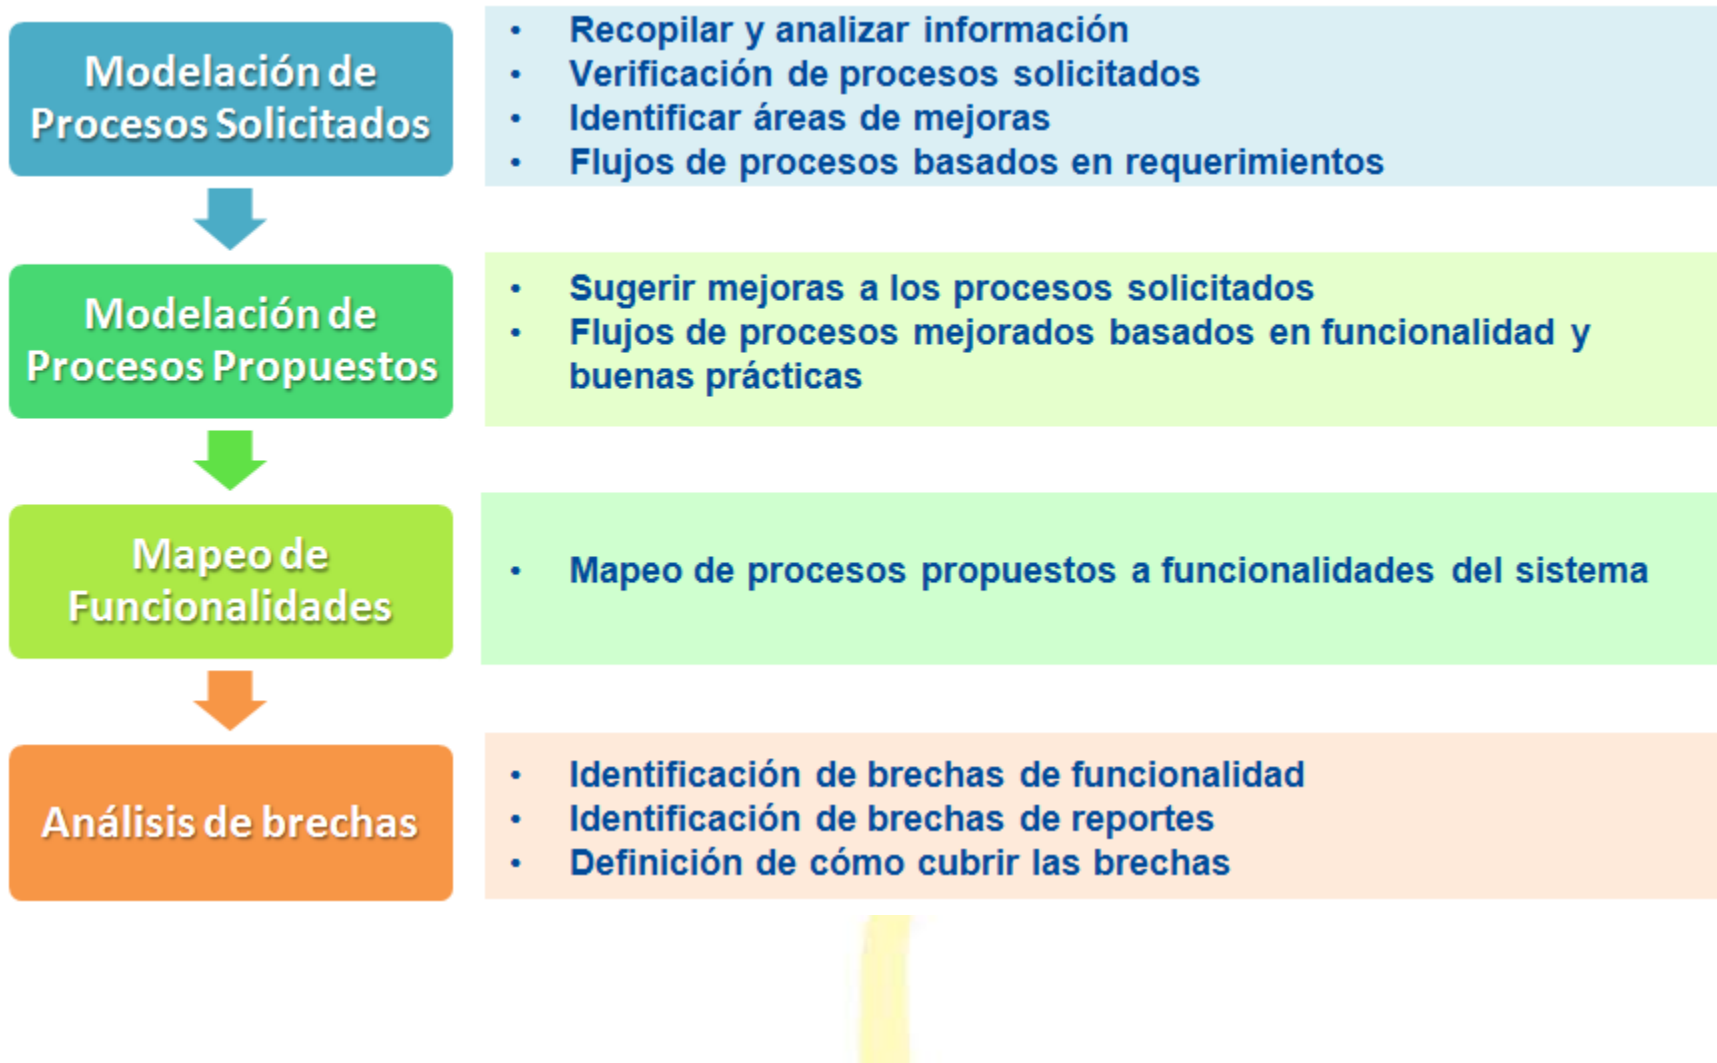 Modelación de
Procesos Solicitados
• Recopilar y analizar información
• Verificación de procesos solicitados
• Identificar áreas de mejoras
• Flujos de procesos basados en requerimientos
Modelación de
Procesos Propuestos
• Sugerir mejoras a los procesos solicitados
• Flujos de procesos mejorados basados en funcionalidad y
buenas prácticas
Mapeo de
Funcionalidades
• Mapeo de procesos propuestos a funcionalidades del sistema
Análisis de brechas
• Identificación de brechas de funcionalidad
• Identificación de brechas de reportes
• Definición de cómo cubrir las brechas